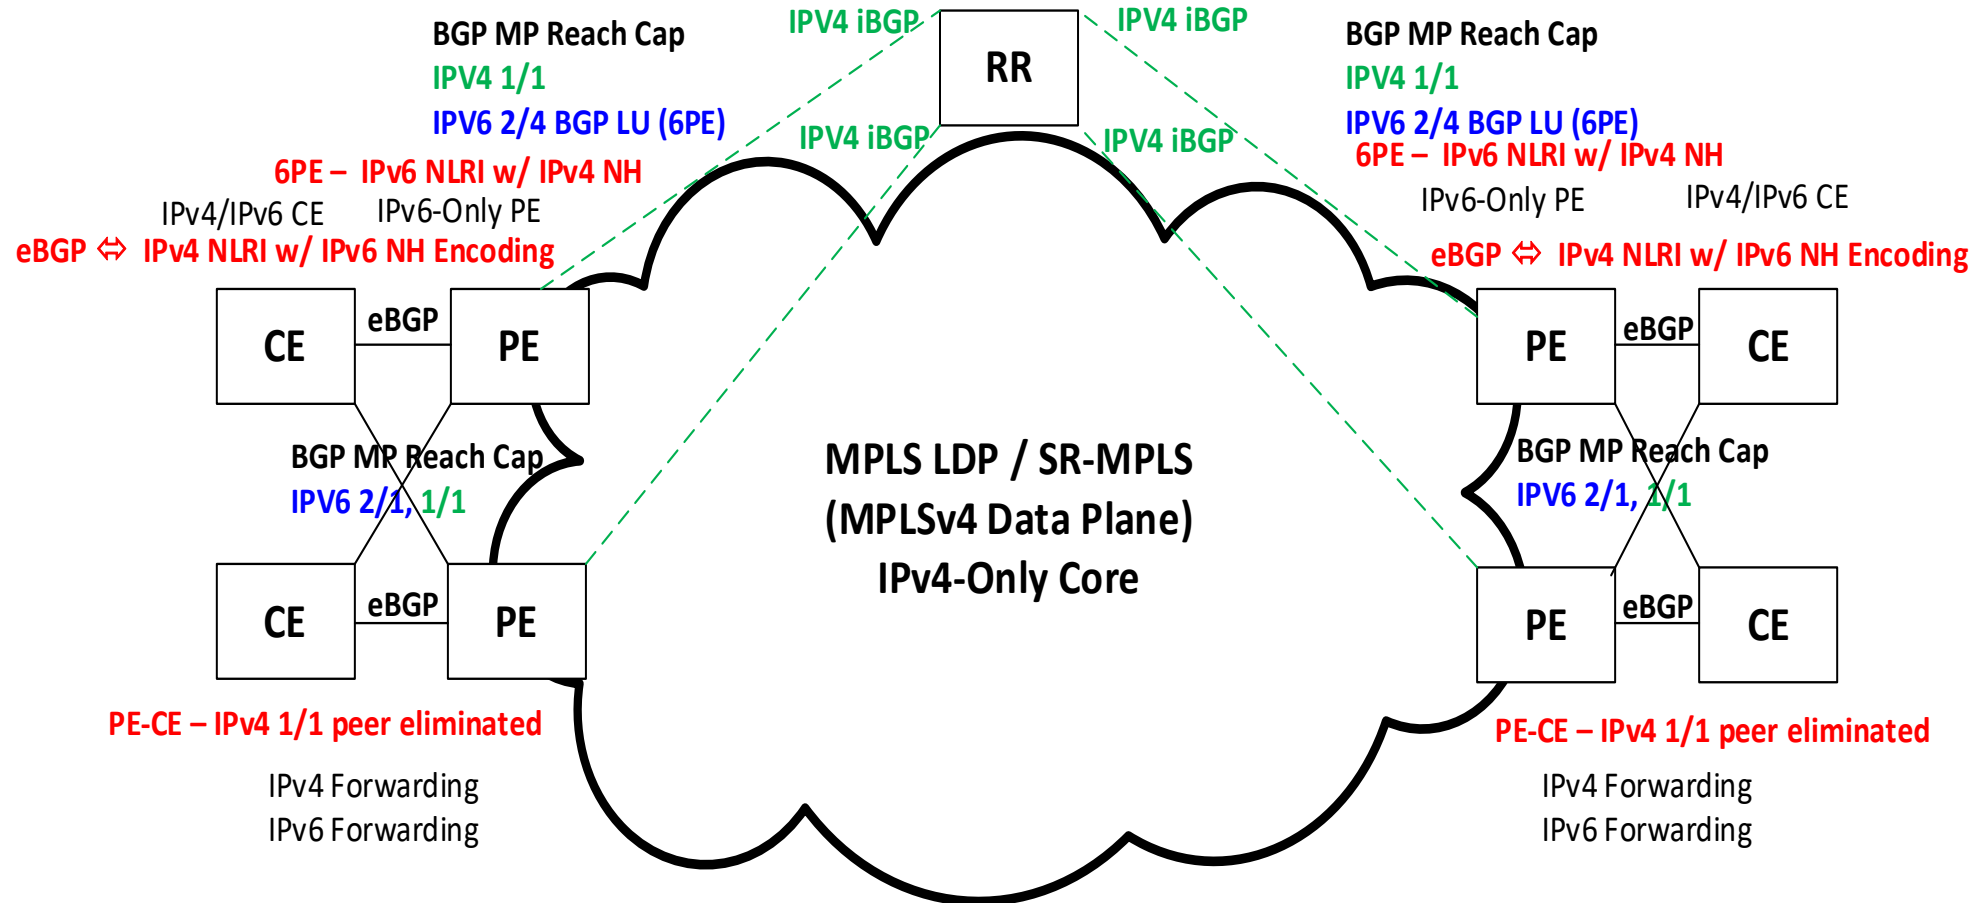 BGP MP Reach Cap
IPV4 1/1
IPV6 2/4 BGP LU (6PE)
6PE – IPv6 NLRI w/ IPv4 NH
IPv4/IPv6 CE
IPv6-Only PE
eBGP ⇔ IPv4 NLRI w/ IPv6 NH Encoding
IPV4 iBGP
IPV4 iBGP
RR
IPV4 iBGP
IPV4 iBGP
BGP MP Reach Cap
IPV4 1/1
IPV6 2/4 BGP LU (6PE)
6PE – IPv6 NLRI w/ IPv4 NH
IPv6-Only PE
IPv4/IPv6 CE
eBGP ⇔ IPv4 NLRI w/ IPv6 NH Encoding
CE
eBGP
PE
BGP MP Reach Cap
IPV6 2/1, 1/1
CE
eBGP
PE
PE-CE – IPv4 1/1 peer eliminated
IPv4 Forwarding
IPv6 Forwarding
MPLS LDP / SR-MPLS
(MPLSv4 Data Plane)
IPv4-Only Core
PE
eBGP
CE
BGP MP Reach Cap
IPV6 2/1, 1/1
PE
eBGP
CE
PE-CE – IPv4 1/1 peer eliminated
IPv4 Forwarding
IPv6 Forwarding